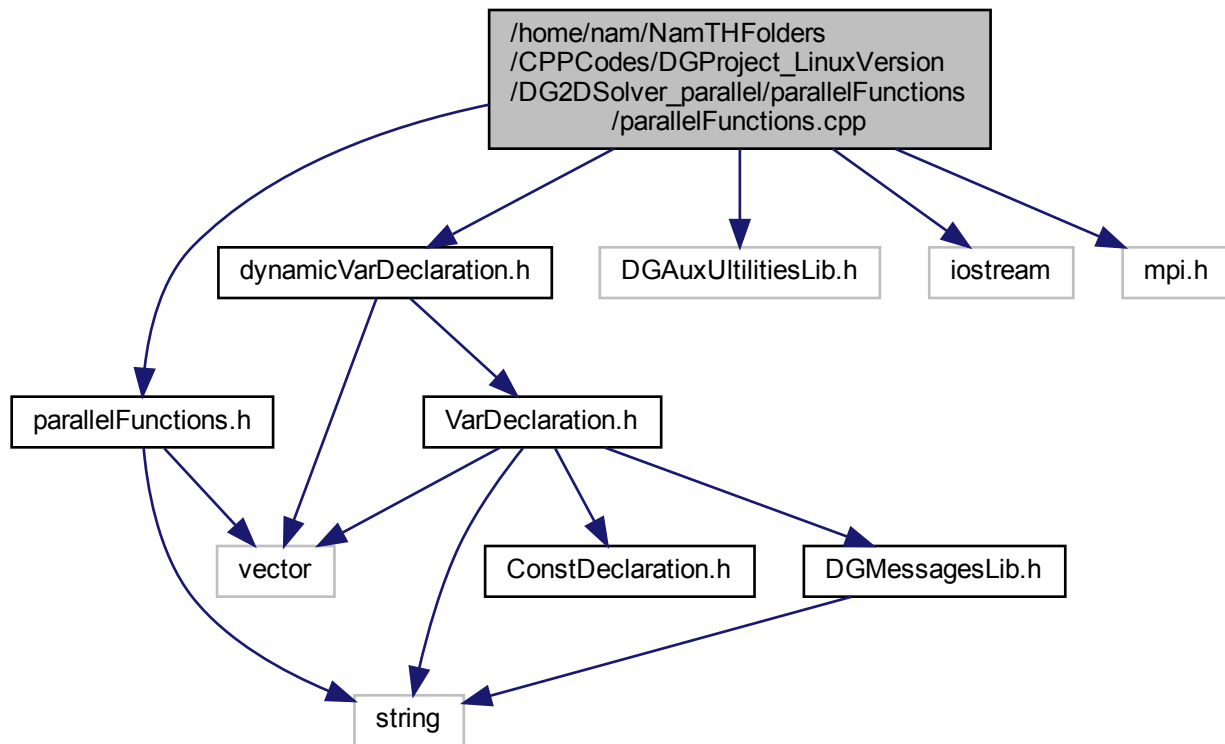 /home/nam/NamTHFolders
/CPPCodes/DGProject_LinuxVersion
/DG2DSolver_parallel/parallelFunctions
/parallelFunctions.cpp
dynamicVarDeclaration.h
DGAuxUltilitiesLib.h
iostream
mpi.h
parallelFunctions.h
VarDeclaration.h
vector
ConstDeclaration.h
DGMessagesLib.h
string